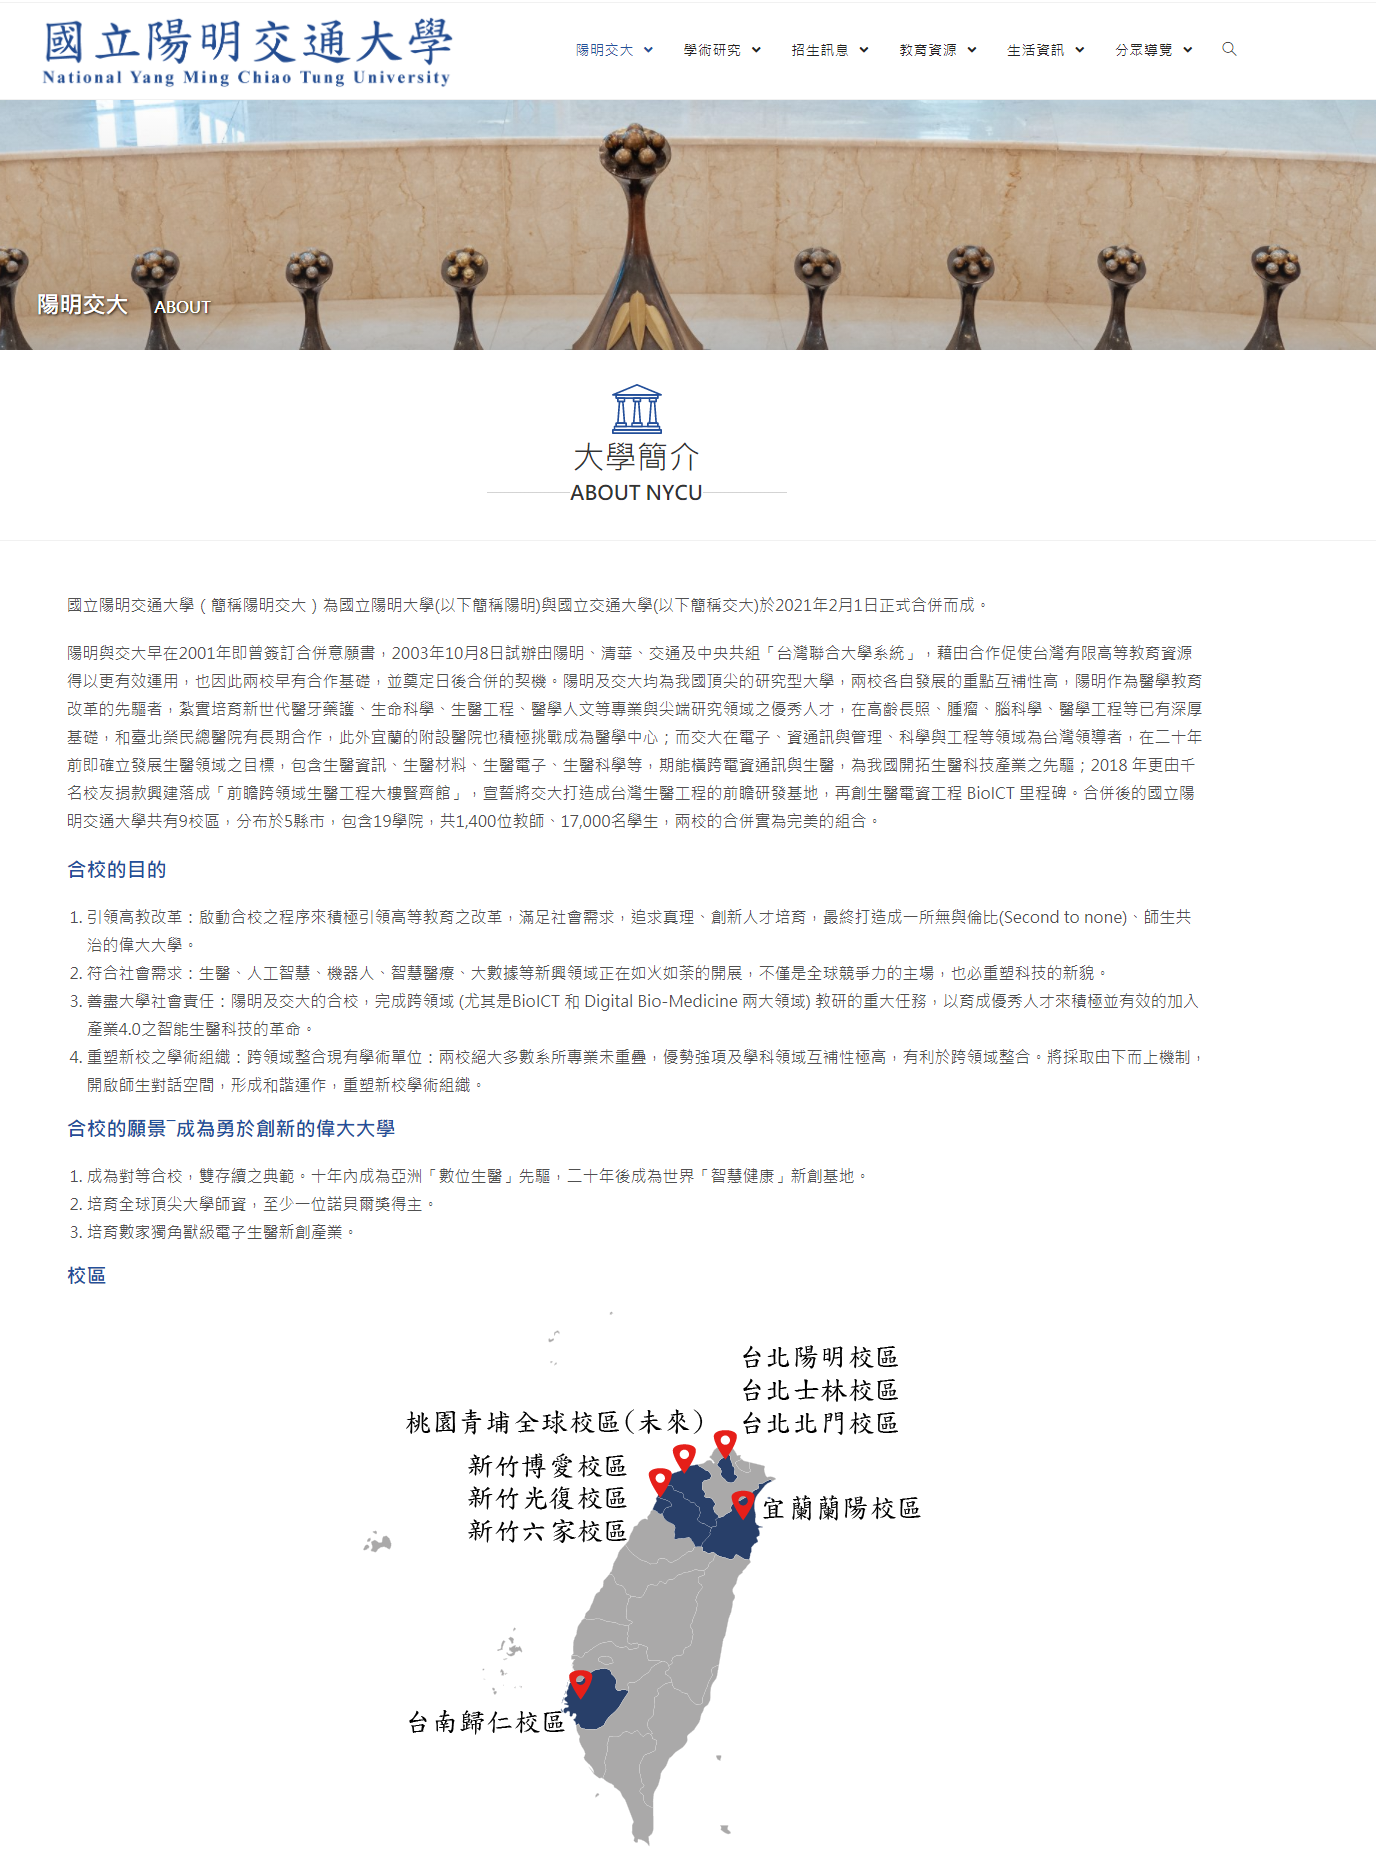 國立陽明交通大學
National Yang Ming Chiao Tung University
陽明交大 學術研究 招生訊息 教育資源 生活資訊 分眾導覽
陽明交大 ABOUT
大學簡介
ABOUT NYCU
國立陽明交通大學（簡稱陽明交大）為國立陽明大學(以下簡稱陽明)與國立交通大學(以下簡稱交大)於2021年2月1日正式合併而成。
陽明與交大早在2001年即曾簽訂合併意願書，2003年10月8日試辦由陽明、清華、交通及中央共組「台灣聯合大學系統」，藉由合作促使台灣有限高等教育資源
得以更有效運用，也因此兩校早有合作基礎，並奠定日後合併的契機。陽明及交大均為我國頂尖的研究型大學，兩校各自發展的重點互補性高，陽明作為醫學教育
改革的先驅者，紮實培育新世代醫牙藥護、生命科學、生醫工程、醫學人文等專業與尖端研究領域之優秀人才，在高齡長照、腫瘤、腦科學、醫學工程等已有深厚
基礎，和臺北榮民總醫院有長期合作，此外宜蘭的附設醫院也積極挑戰成為醫學中心；而交大在電子、資通訊與管理、科學與工程等領域為台灣領導者，在二十年
前即確立發展生醫領域之目標，包含生醫資訊、生醫材料、生醫電子、生醫科學等，期能橫跨電資通訊與生醫，為我國開拓生醫科技產業之先驅；2018 年更由千
名校友捐款興建落成「前瞻跨領域生醫工程大樓賢齊館」，宣誓將交大打造成台灣生醫工程的前瞻研發基地，再創生醫電資工程 BioICT 里程碑。合併後的國立陽
明交通大學共有9校區，分布於5縣市，包含19學院，共1,400位教師、17,000名學生，兩校的合併實為完美的組合。
合校的目的
1. 引領高教改革：啟動合校之程序來積極引領高等教育之改革，滿足社會需求，追求真理、創新人才培育，最終打造成一所無與倫比(Second to none)、師生共
治的偉大大學。
2. 符合社會需求：生醫、人工智慧、機器人、智慧醫療、大數據等新興領域正在如火如荼的開展，不僅是全球競爭力的主場，也必重塑科技的新貌。
3. 善盡大學社會責任：陽明及交大的合校，完成跨領域 (尤其是BioICT 和 Digital Bio-Medicine 兩大領域) 教研的重大任務，以育成優秀人才來積極並有效的加入
產業4.0之智能生醫科技的革命。
4. 重塑新校之學術組織：跨領域整合現有學術單位：兩校絕大多數系所專業未重疊，優勢強項及學科領域互補性極高，有利於跨領域整合。將採取由下而上機制，
開啟師生對話空間，形成和諧運作，重塑新校學術組織。
合校的願景¯成為勇於創新的偉大大學
1. 成為對等合校，雙存續之典範。十年內成為亞洲「數位生醫」先驅，二十年後成為世界「智慧健康」新創基地。
2. 培育全球頂尖大學師資，至少一位諾貝爾獎得主。
3. 培育數家獨角獸級電子生醫新創產業。
校區
台北陽明校區
台北士林校區
台北北門校區
桃園青埔全球校區(未來)
新竹博愛校區
新竹光復校區
新竹六家校區
宜蘭蘭陽校區
台南歸仁校區